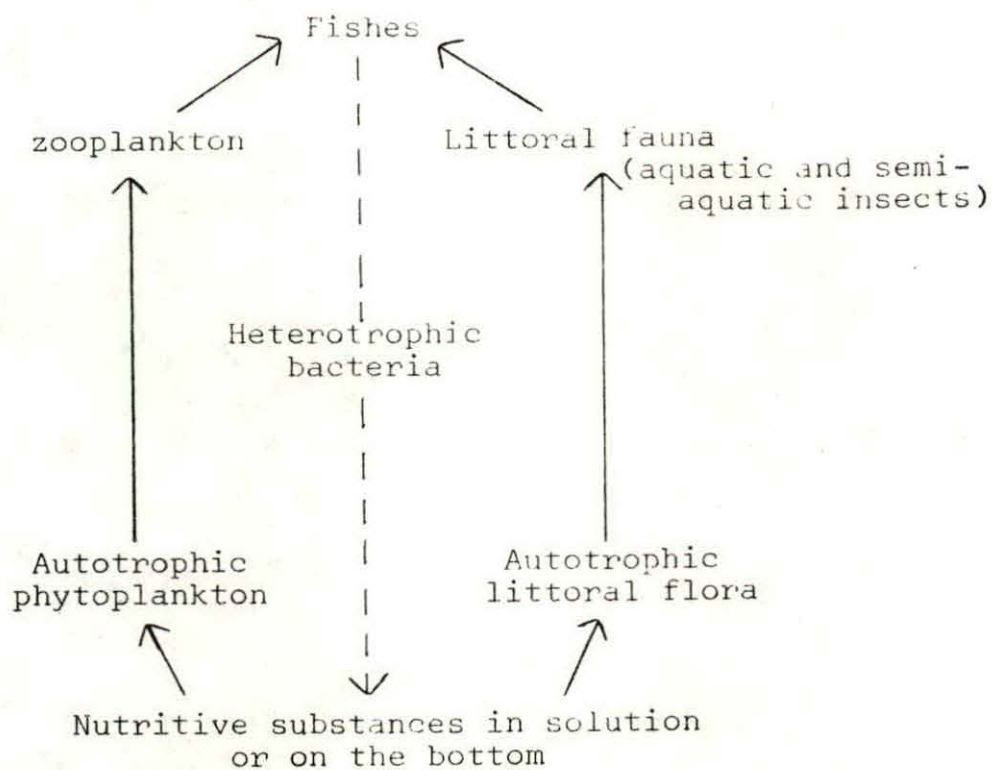 Fishes
zooplankton
Littoral fauna
(aquatic and semi-
aquatic insects)
Heterotrophic
bacteria
Autotrophic
phytoplankton
Autotrophic
littoral flora
Nutritive substances in solution
or on the bottom